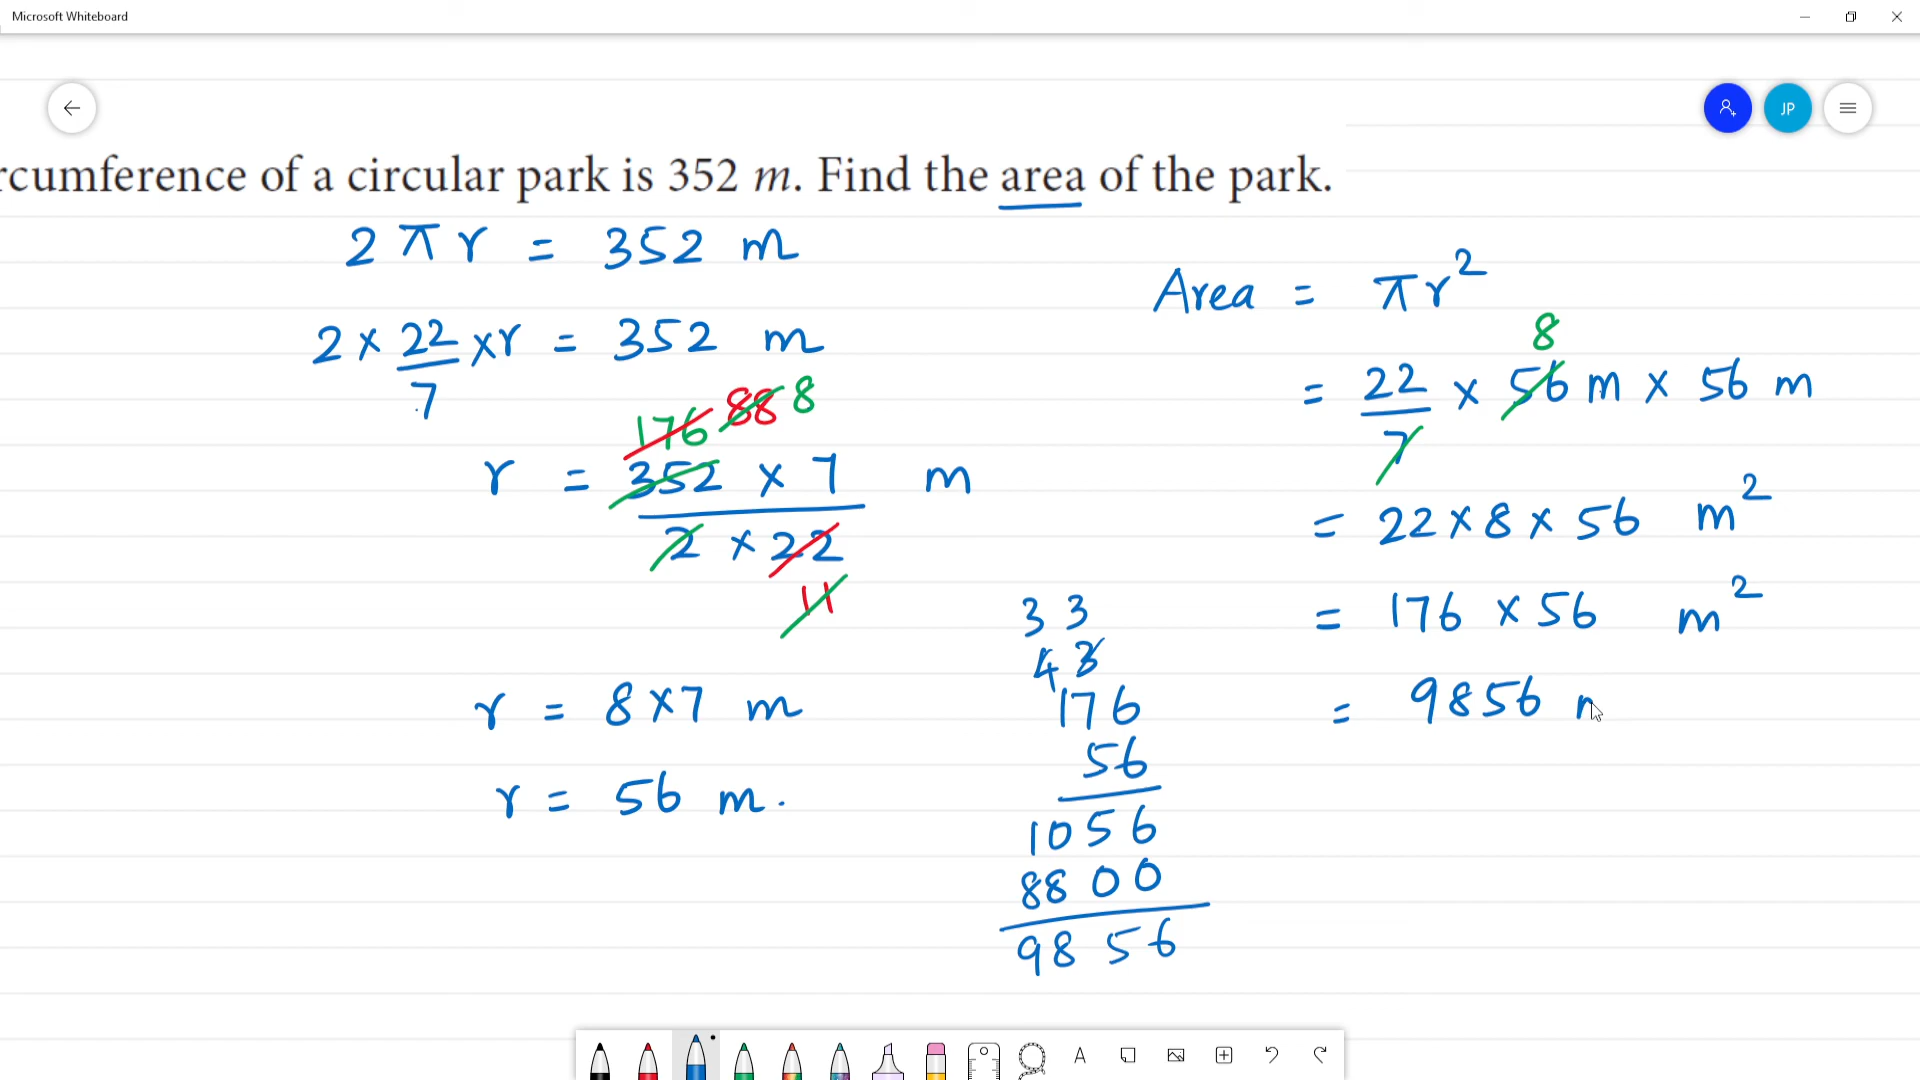 Microsoft Whiteboard
JP
rcumference of a circular park is 352 m. Find the area of the park.
2 π r = 352 m
2 × 22/7 × r = 352 m
176 88 8
r = 352 × 7 m
2 × 22
11
r = 8 × 7 m
r = 56 m.
3 3
4 3
176
56
1056
8800
9856
Area = πr²
8
= 22/7 × 56 m × 56 m
= 22 × 8 × 56 m²
= 176 × 56 m²
= 9856
A